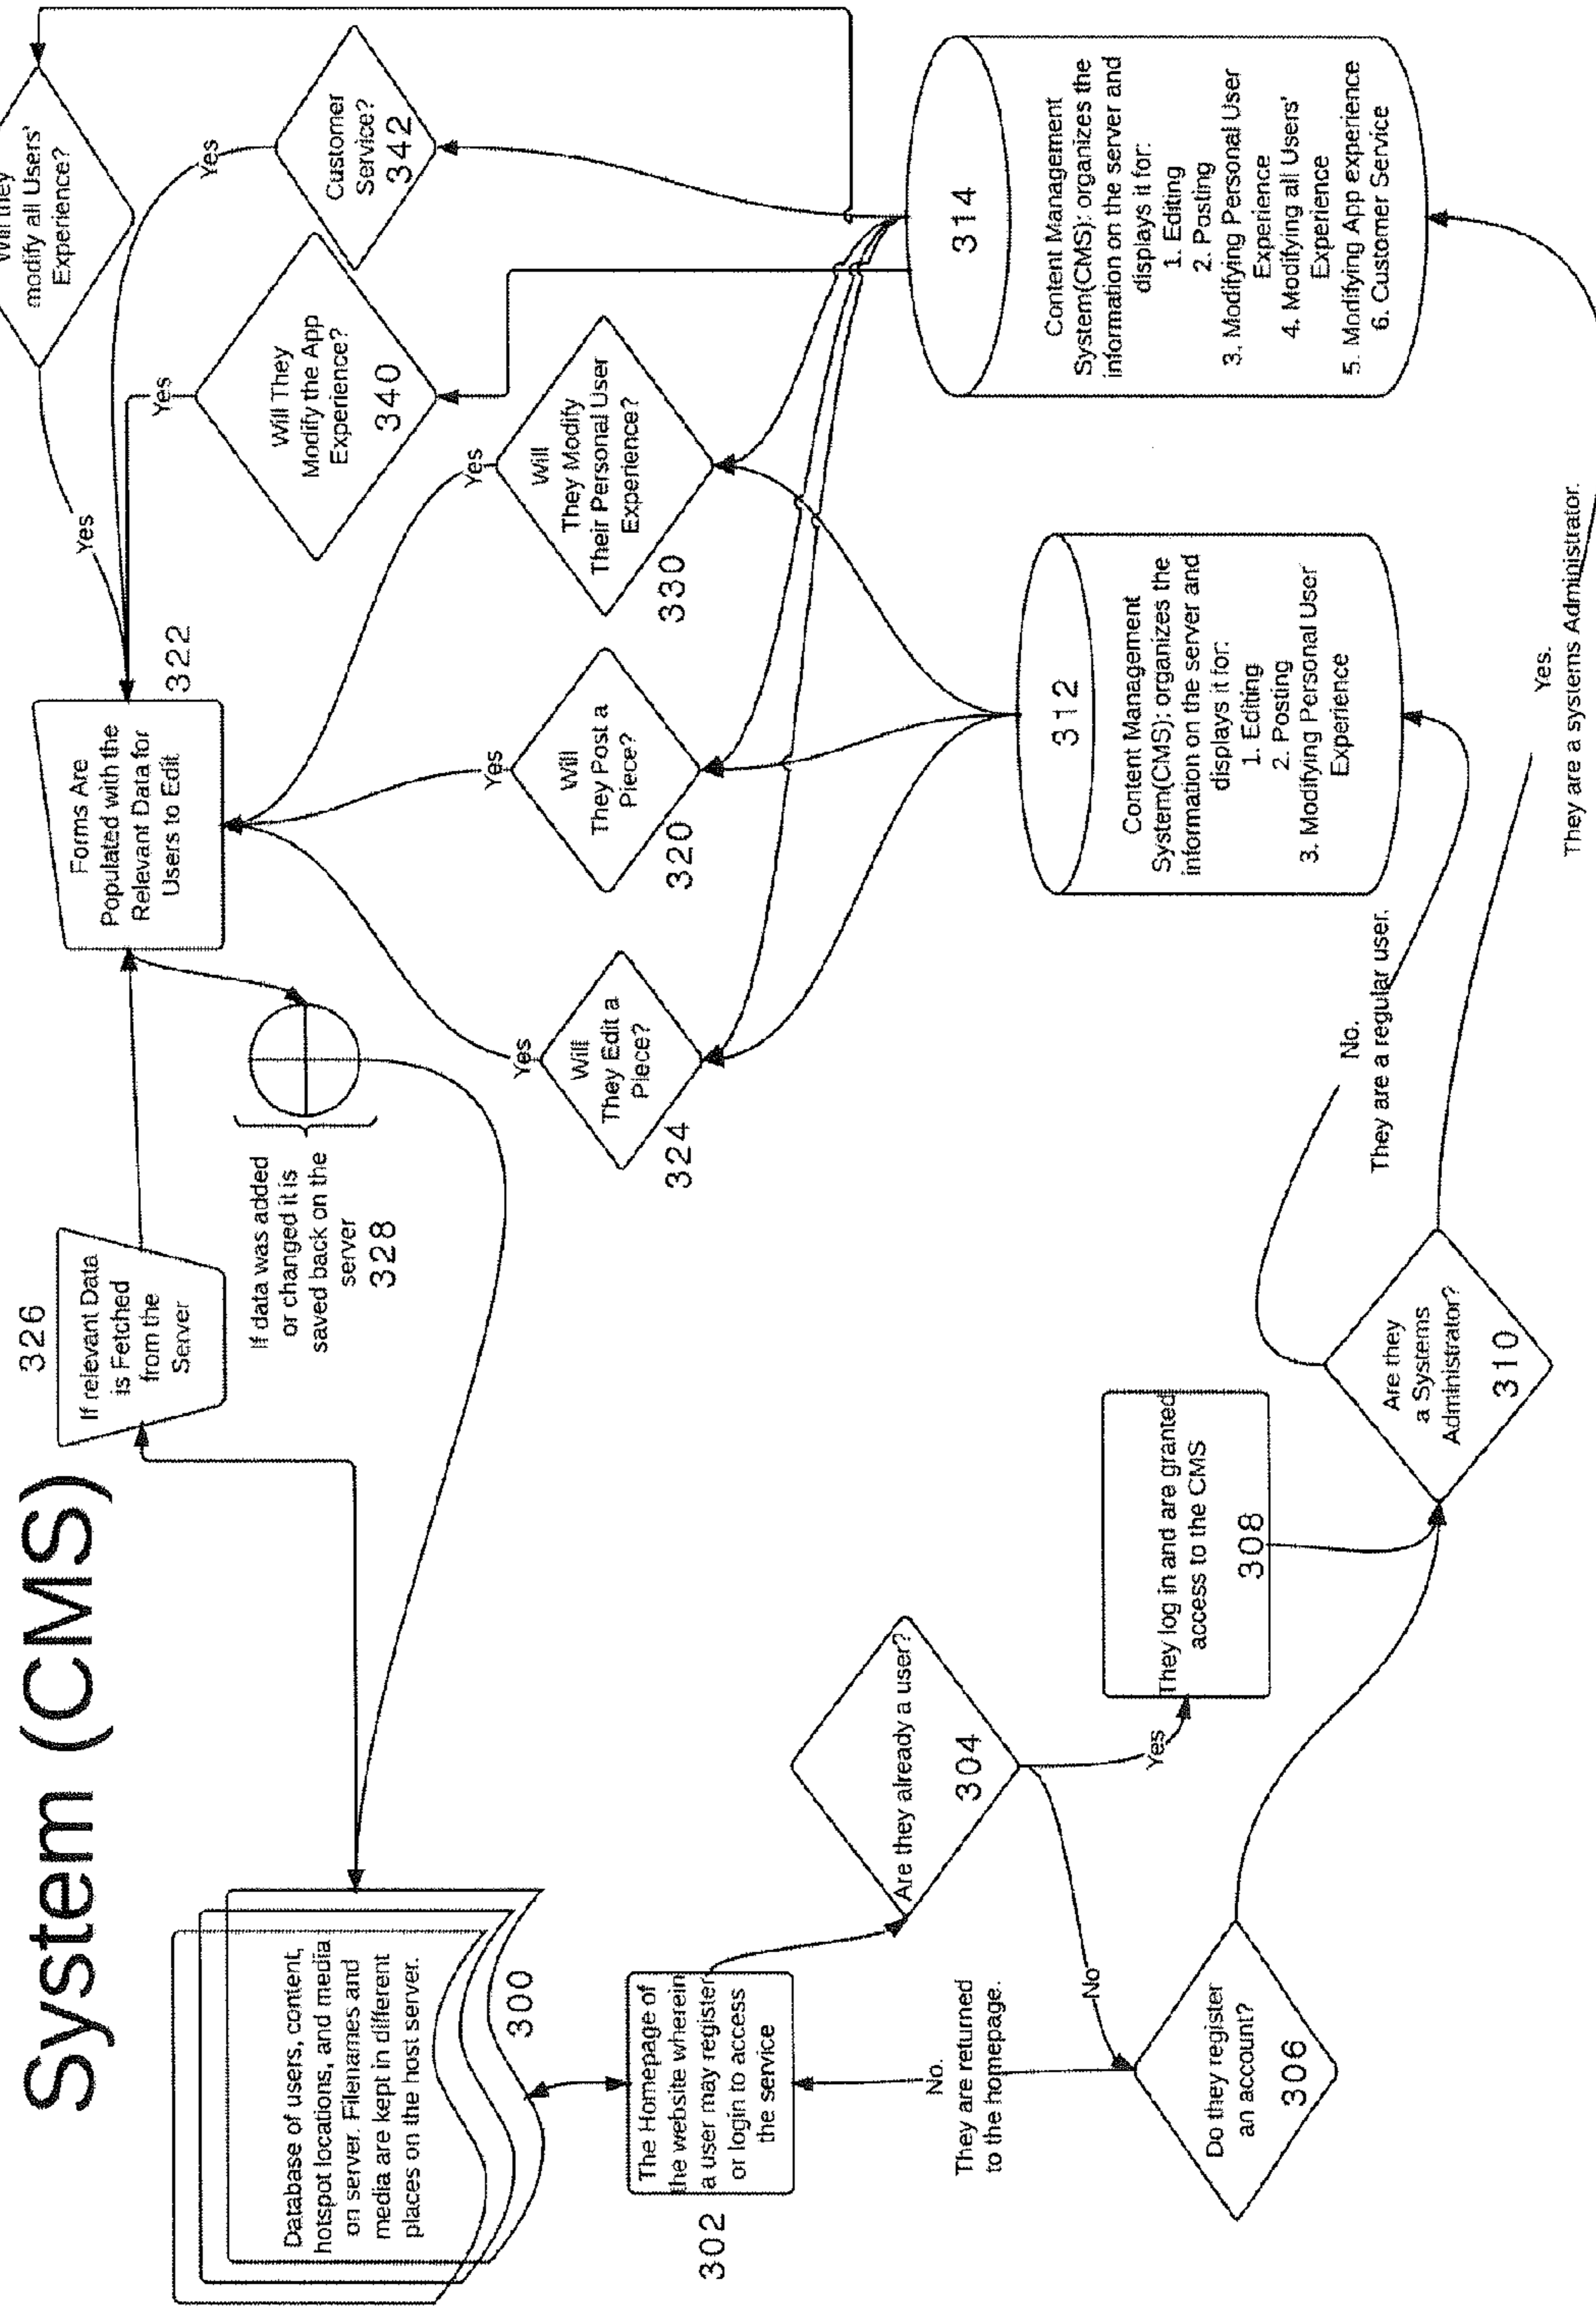 System (CMS)
Database of users, content,
hotspot locations, and media
on server. Filenames and
media are kept in different
places on the host server.
300
The Homepage of
the website wherein
a user may register
or login to access
the service
302
Are they already a user?
304
Yes
No
They log in and are granted
access to the CMS
308
No.
They are returned
to the homepage.
Do they register
an account?
306
Are they
a Systems
Administrator?
310
No.
They are a regular user.
Yes.
They are a systems Administrator.
326
If relevant Data
is Fetched
from the
Server
If data was added
or changed it is
saved back on the
server
328
Forms Are
Populated with the
Relevant Data for
Users to Edit
322
Yes
Will
They Edit a
Piece?
324
Yes
Will
They Post a
Piece?
320
Yes
Will
They Modify
Their Personal User
Experience?
330
Yes
Will They
Modify the App
Experience?
340
Yes
Customer
Service?
342
Yes
Will they
modify all Users'
Experience?
312
Content Management
System(CMS): organizes the
information on the server and
displays it for:
1. Editing
2. Posting
3. Modifying Personal User
Experience
314
Content Management
System(CMS): organizes the
information on the server and
displays it for:
1. Editing
2. Posting
3. Modifying Personal User
Experience
4. Modifying all Users'
Experience
5. Modifying App experience
6. Customer Service